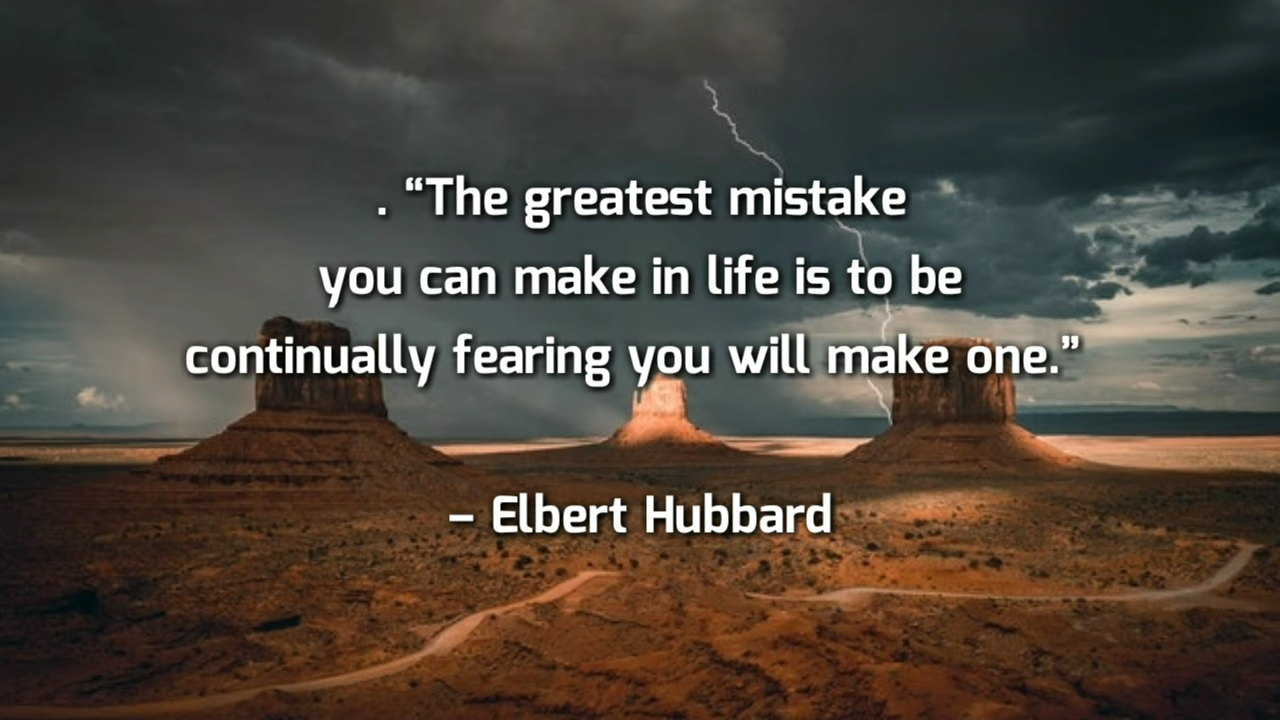 . “The greatest mistake
you can make in life is to be
continually fearing you will make one.”
– Elbert Hubbard